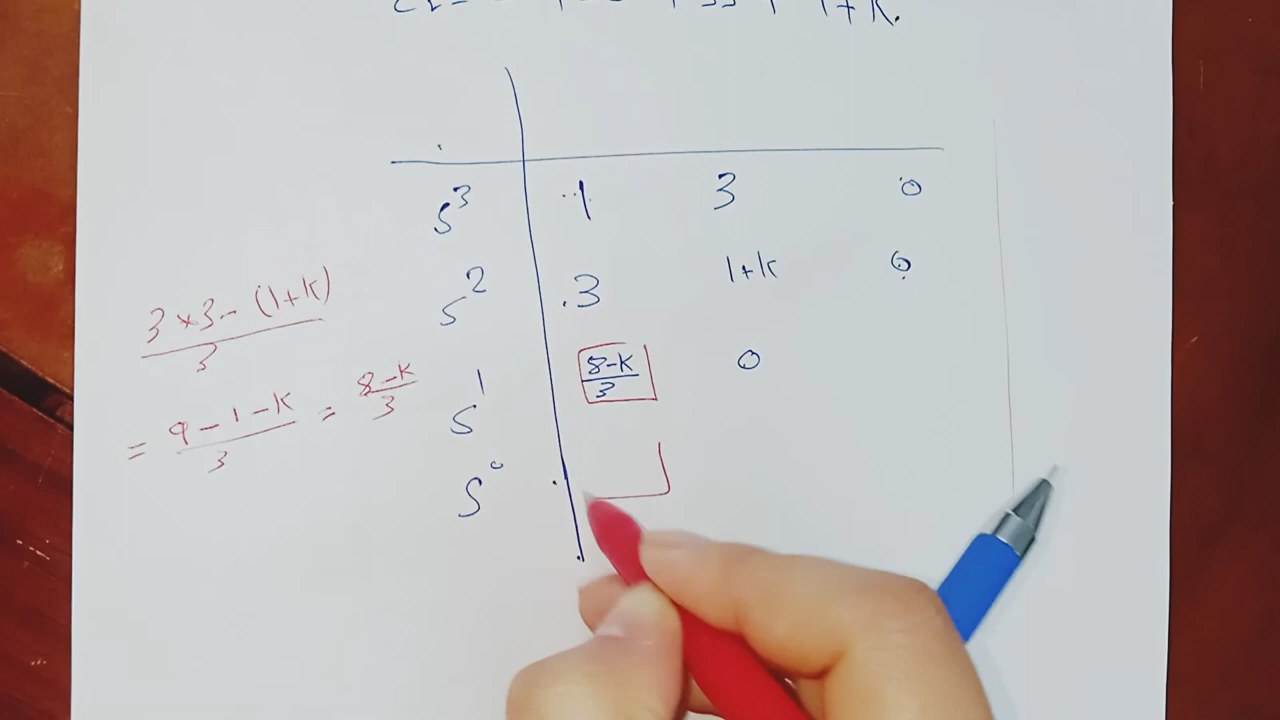 1+K.
s³ 1 3 0
s² 3 1+K 0
s¹ 8-K/3 0
s⁰
3×3-(1+K)/3
= 9-1-K/3 = 8-K/3